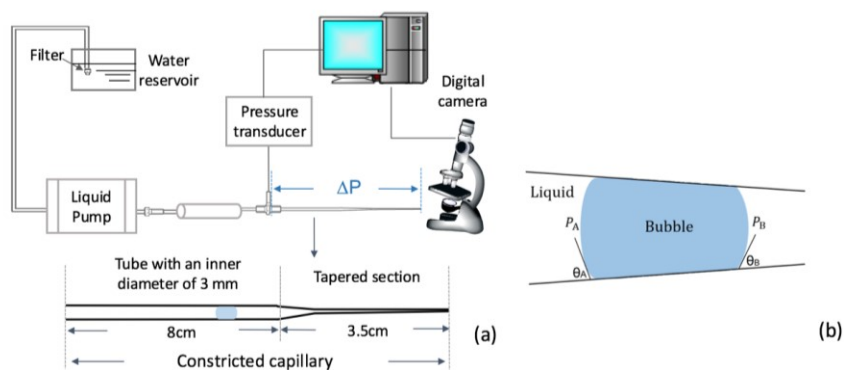 Filter
Water
reservoir
Pressure
transducer
Digital
camera
ΔP
Liquid
Pump
Tube with an inner
diameter of 3 mm
Tapered section
8cm
3.5cm
Constricted capillary
(a)
Liquid
P_A
Bubble
P_B
θ_A
θ_B
(b)